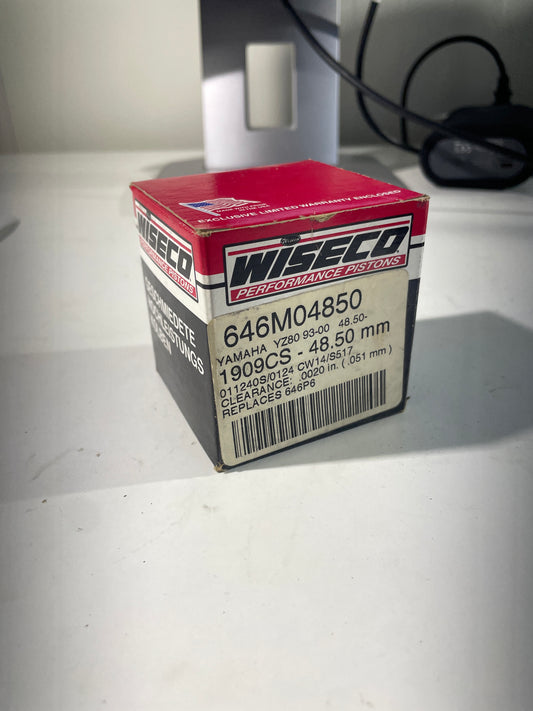 EXCLUSIVE LIMITED WARRANTY ENCLOSED
WISECO
PERFORMANCE PISTONS
WISECO
PERFORMANCE PISTONS
646M04850
YAMAHA YZ80 93-00 48.50-
1909CS - 48.50 mm
011240S/0124 CW14/S517
CLEARANCE: .0020 in. ( .051 mm )
REPLACES 646P6